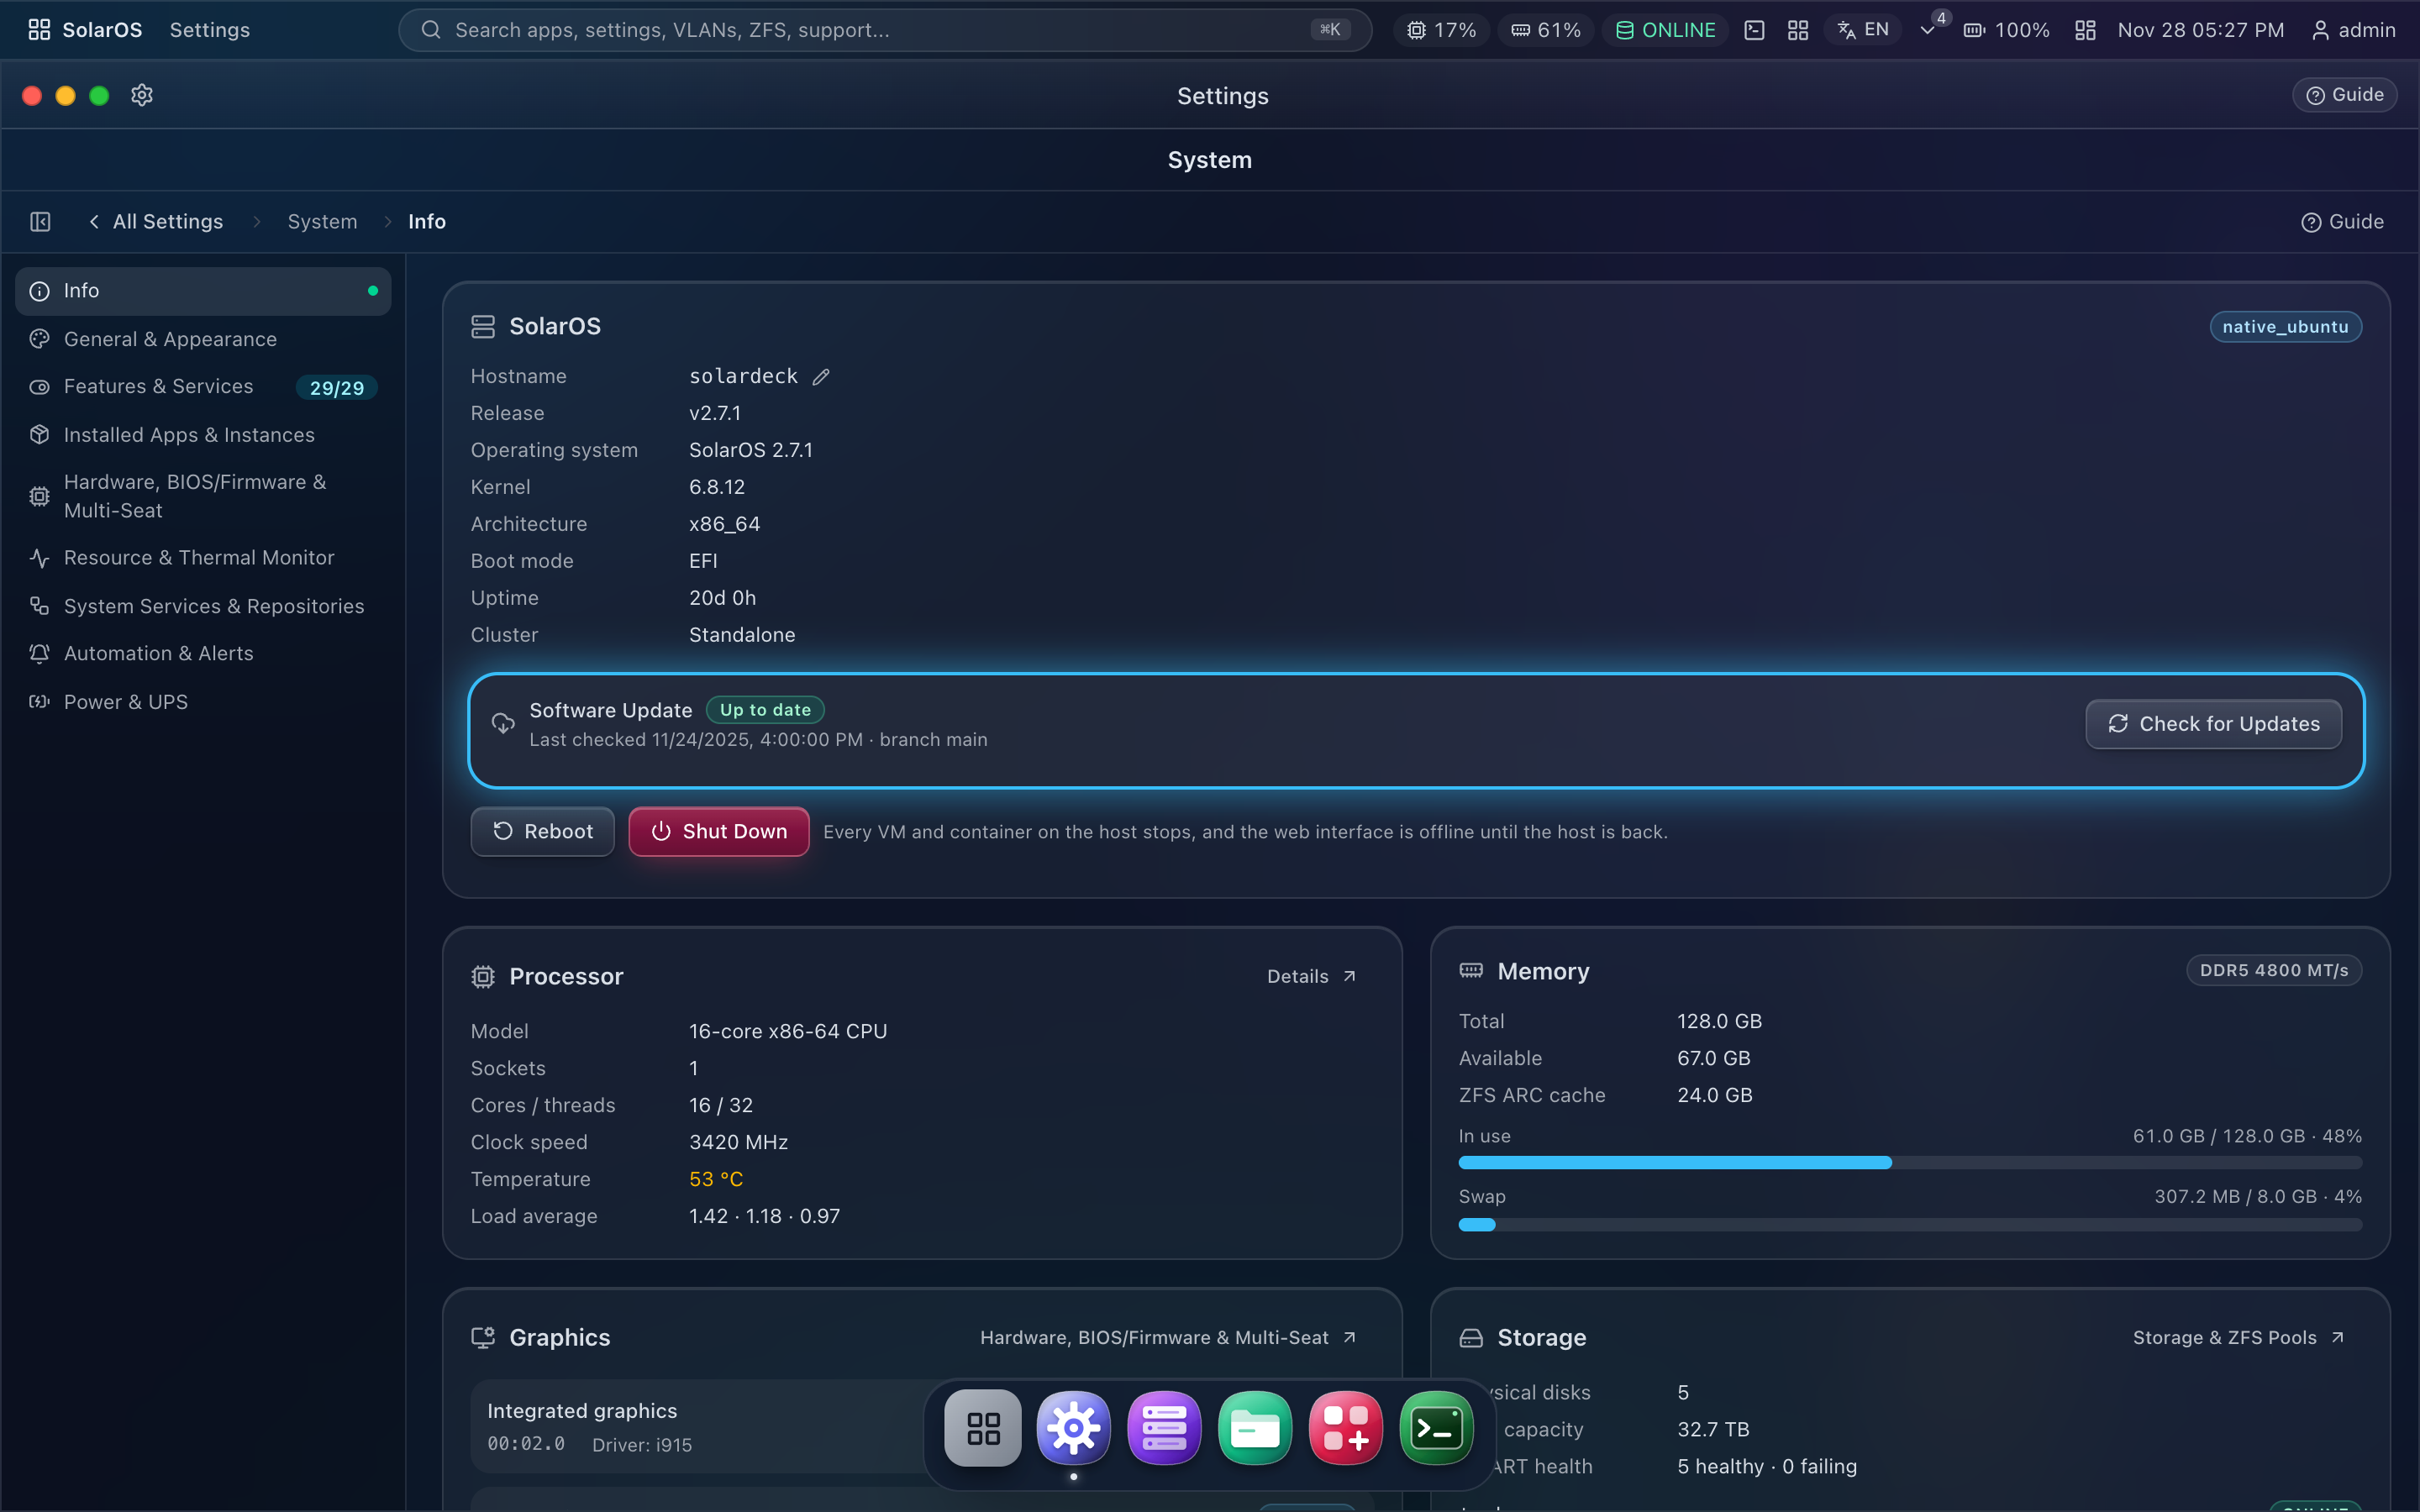 SolarOS Settings Search apps, settings, VLANs, ZFS, support... ⌘K 17% 61% ONLINE EN 4 100% Nov 28 05:27 PM admin
Settings Guide
System
All Settings System Info Guide
Info
General & Appearance
Features & Services 29/29
Installed Apps & Instances
Hardware, BIOS/Firmware &
Multi-Seat
Resource & Thermal Monitor
System Services & Repositories
Automation & Alerts
Power & UPS
SolarOS native_ubuntu
Hostname solardeck
Release v2.7.1
Operating system SolarOS 2.7.1
Kernel 6.8.12
Architecture x86_64
Boot mode EFI
Uptime 20d 0h
Cluster Standalone
Software Update Up to date
Last checked 11/24/2025, 4:00:00 PM · branch main
Check for Updates
Reboot Shut Down Every VM and container on the host stops, and the web interface is offline until the host is back.
Processor Details
Model 16-core x86-64 CPU
Sockets 1
Cores / threads 16 / 32
Clock speed 3420 MHz
Temperature 53 °C
Load average 1.42 · 1.18 · 0.97
Memory DDR5 4800 MT/s
Total 128.0 GB
Available 67.0 GB
ZFS ARC cache 24.0 GB
In use 61.0 GB / 128.0 GB · 48%
Swap 307.2 MB / 8.0 GB · 4%
Graphics Hardware, BIOS/Firmware & Multi-Seat
Integrated graphics
00:02.0 Driver: i915
Storage Storage & ZFS Pools
disks 5
capacity 32.7 TB
health 5 healthy · 0 failing